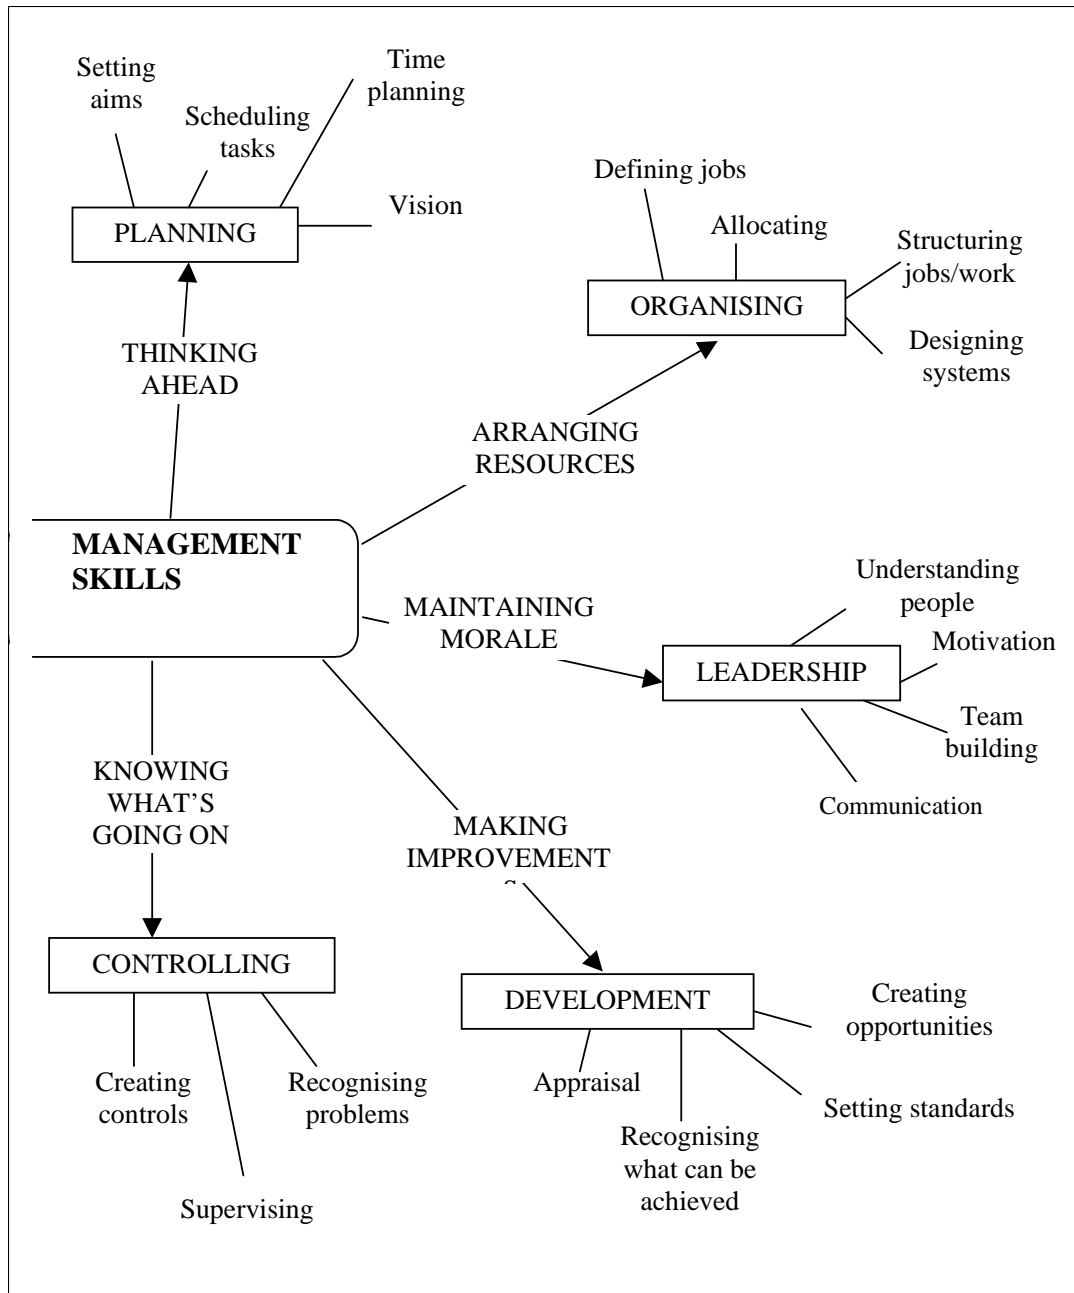 Setting
aims
Scheduling
tasks
Time
planning
Vision
PLANNING
THINKING
AHEAD
Defining jobs
Allocating
Structuring
jobs/work
Designing
systems
ORGANISING
ARRANGING
RESOURCES
MANAGEMENT
SKILLS
MAINTAINING
MORALE
Understanding
people
Motivation
LEADERSHIP
Team
building
Communication
KNOWING
WHAT'S
GOING ON
MAKING
IMPROVEMENT
S
CONTROLLING
Creating
controls
Recognising
problems
Supervising
DEVELOPMENT
Creating
opportunities
Appraisal
Setting standards
Recognising
what can be
achieved